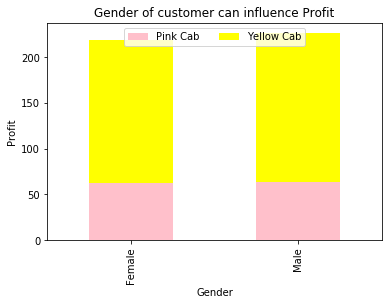 Gender of customer can influence Profit
Pink Cab Yellow Cab
200
150
100
50
0
Profit
Female Male
Gender